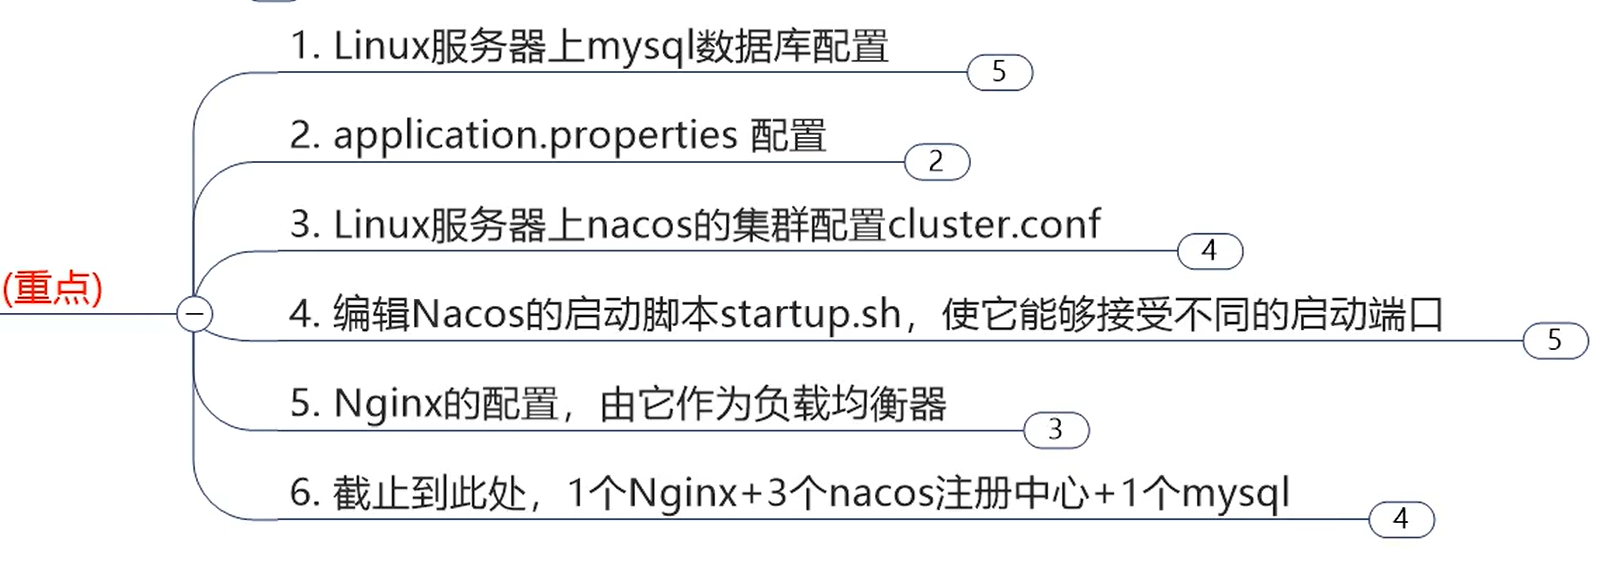 1. Linux服务器上mysql数据库配置
5
2. application.properties 配置
2
3. Linux服务器上nacos的集群配置cluster.conf
4
(重点)
4. 编辑Nacos的启动脚本startup.sh，使它能够接受不同的启动端口
5
5. Nginx的配置，由它作为负载均衡器
3
6. 截止到此处，1个Nginx+3个nacos注册中心+1个mysql
4